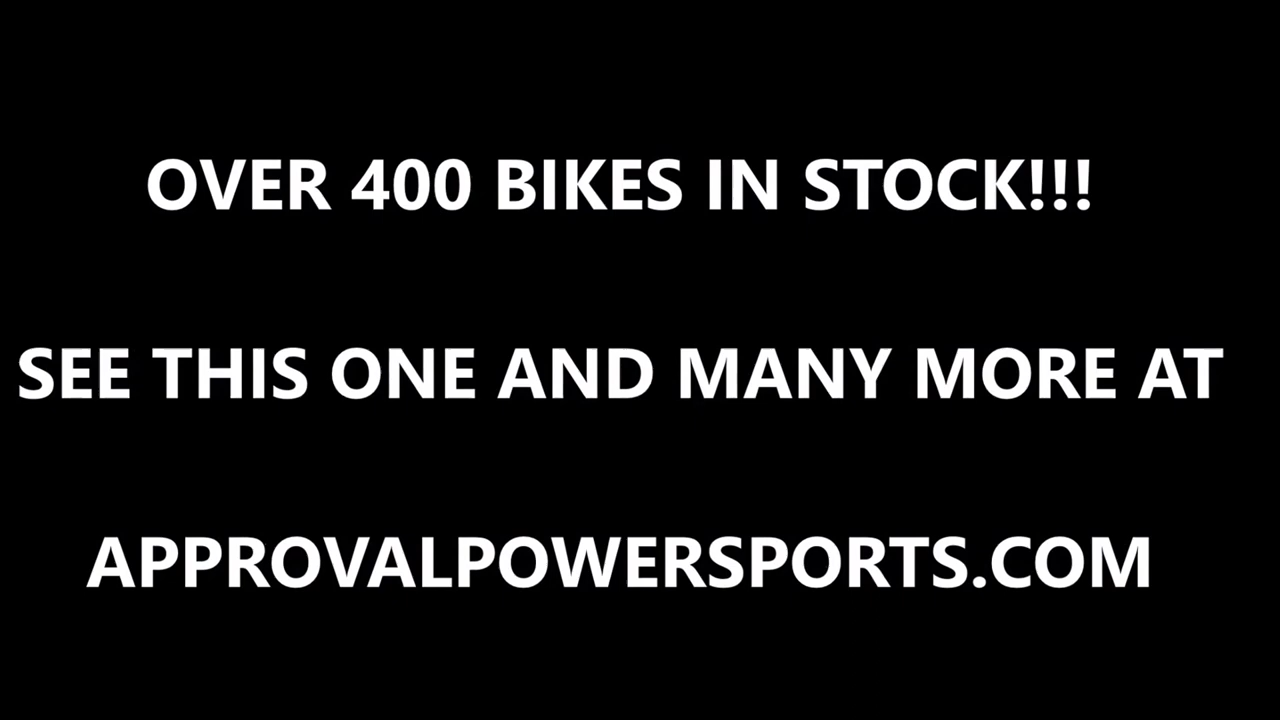 OVER 400 BIKES IN STOCK!!!
SEE THIS ONE AND MANY MORE AT
APPROVALPOWERSPORTS.COM